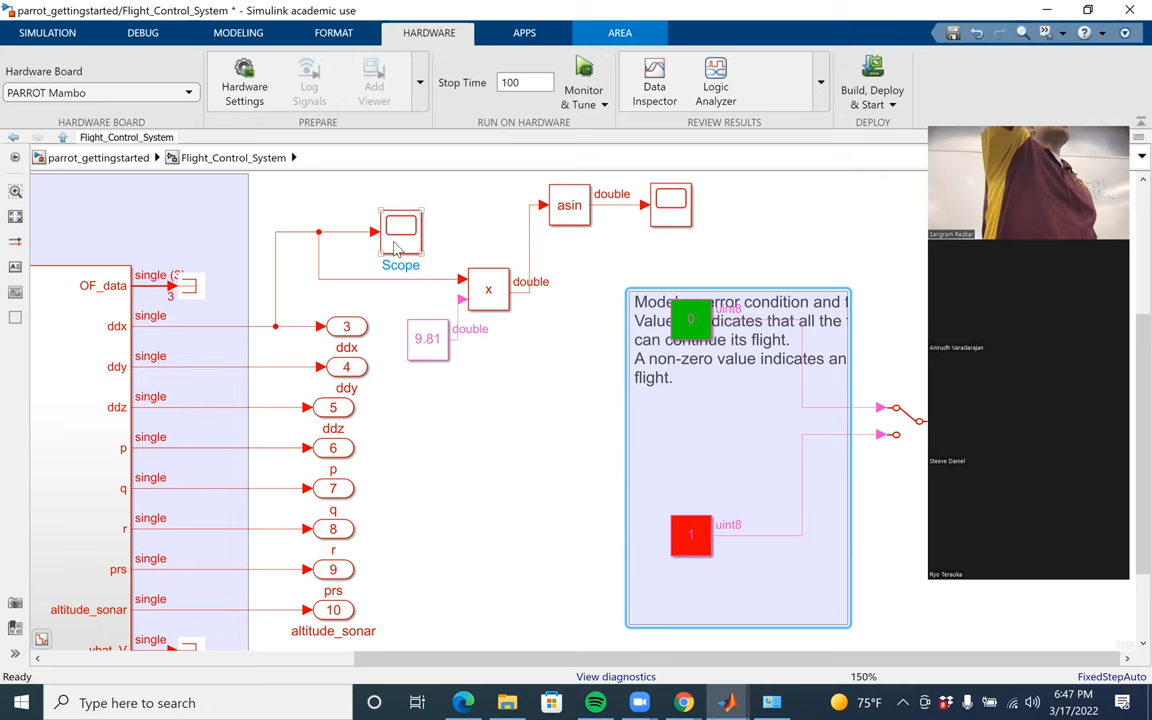 parrot_gettingstarted/Flight_Control_System * - Simulink academic use
SIMULATION
DEBUG
MODELING
FORMAT
HARDWARE
APPS
AREA
Hardware Board
PARROT Mambo
HARDWARE BOARD
Hardware
Settings
Log
Signals
Add
Viewer
PREPARE
Stop Time
100
Monitor
& Tune
RUN ON HARDWARE
Data
Inspector
Logic
Analyzer
REVIEW RESULTS
Build, Deploy
& Start
DEPLOY
Flight_Control_System
parrot_gettingstarted
Flight_Control_System
Sangram Redkar
Anirudh Varadarajan
Steeve Daniel
Ryo Teraoka
asin
double
Scope
x
double
9.81
double
OF_data
single (3)
3
ddx
single
3
ddx
ddy
single
4
ddy
ddz
single
5
ddz
p
single
6
p
q
single
7
q
r
single
8
r
prs
single
9
prs
altitude_sonar
single
10
altitude_sonar
vbat_V
single
error condition and f
indicates that all the
can continue its flight.
A non-zero value indicates an
flight.
0
uint8
1
uint8
Ready
View diagnostics
150%
FixedStepAuto
Type here to search
75°F
6:47 PM
3/17/2022